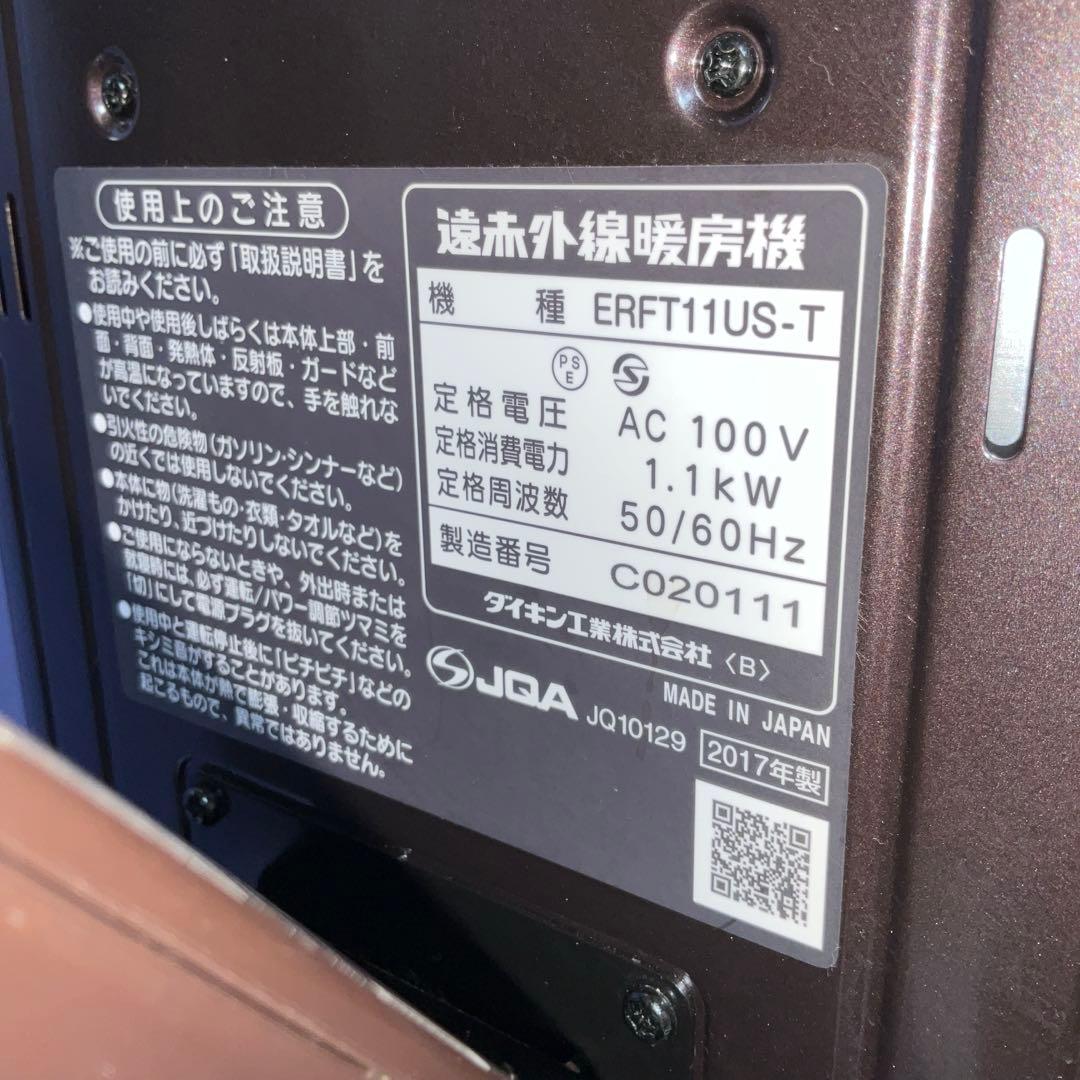 使用上のご注意
※ご使用の前に必ず「取扱説明書」を
お読みください。
●使用中や使用後しばらくは本体上部・前
面・背面・発熱体・反射板・ガードなど
が高温になっていますので、手を触れな
いでください。
●引火性の危険物(ガソリン・シンナーなど)
の近くでは使用しないでください。
●本体に物(洗濯もの・衣類・タオルなど)を
かけたり、近づけたりしないでください。
●ご使用にならないときや、外出時または
就寝時には、必ず運転/パワー調節ツマミを
「切」にして電源プラグを抜いてください。
●使用中と運転停止後に「ピチピチ」などの
キシミ音がすることがあります。
これは本体が熱で膨張・収縮するために
起こるもので、異常ではありません。
遠赤外線暖房機
機種 ERFT11US-T
PS
E
定格電圧 AC 100V
定格消費電力 1.1kW
定格周波数 50/60Hz
製造番号 C020111
ダイキン工業株式会社 〈B〉
MADE IN JAPAN
JQA JQ10129
2017年製